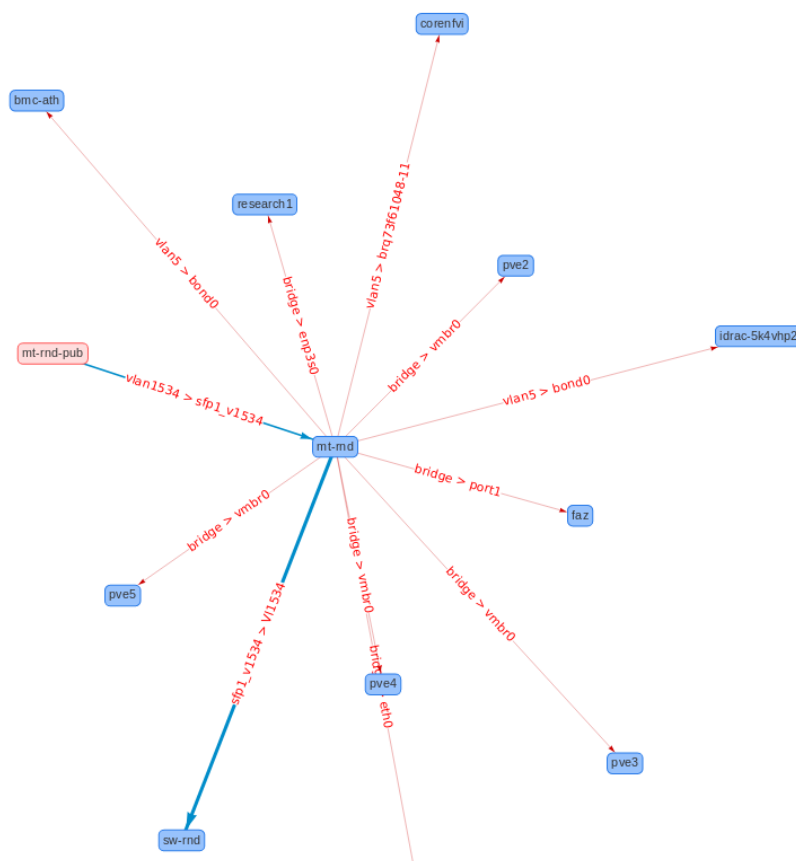 corenfvi
bmc-ath
vlan5 > brq73f61048-11
research1
vlan5 > bond0
pve2
bridge > enp3s0
bridge > vmbr0
idrac-5k4vhp2
mt-rnd-pub
vlan1534 > sfp1_v1534
vlan5 > bond0
mt-rnd
bridge > port1
faz
bridge > vmbr0
bridge > vmbr0
bridge > vmbr0
pve5
sfp1_v1534 > Vl1534
pve4
eth0
pve3
sw-rnd